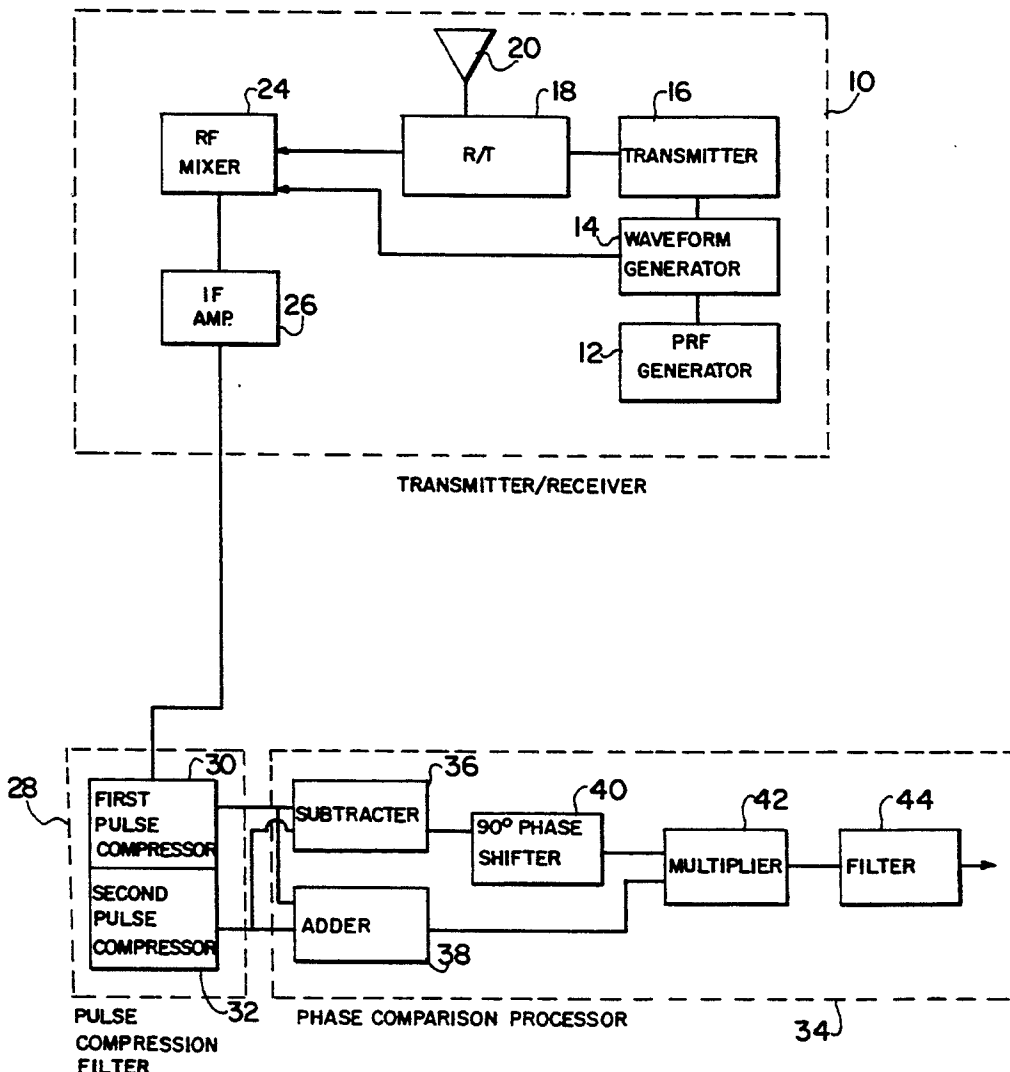 20
24
18
16
10
RF
MIXER
R/T
TRANSMITTER
14
WAVEFORM
GENERATOR
IF
AMP.
26
12
PRF
GENERATOR
TRANSMITTER/RECEIVER
28
30
36
40
42
44
FIRST
PULSE
COMPRESSOR
SUBTRACTER
90° PHASE
SHIFTER
MULTIPLIER
FILTER
SECOND
PULSE
COMPRESSOR
ADDER
38
32
PULSE
COMPRESSION
FILTER
PHASE COMPARISON PROCESSOR
34